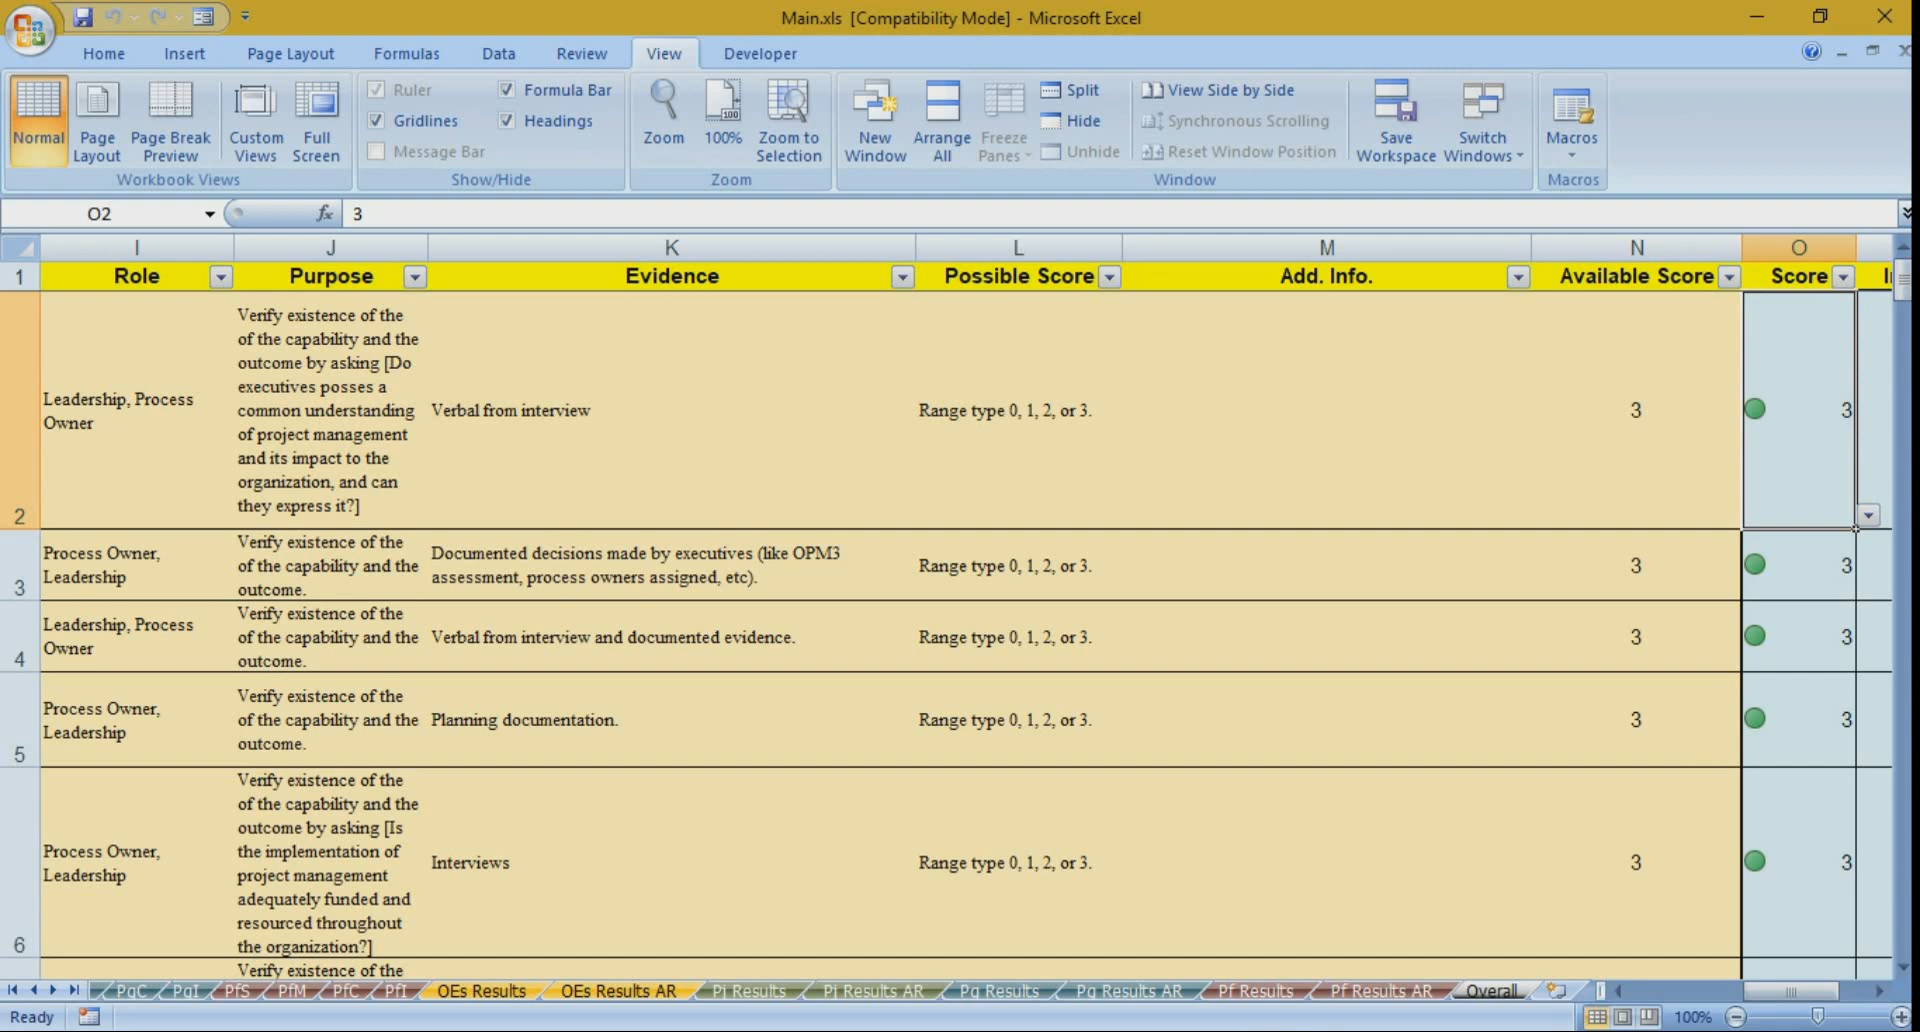 Main.xls [Compatibility Mode] - Microsoft Excel
Home Insert Page Layout Formulas Data Review View Developer
Normal
Page Layout
Page Break Preview
Custom Views
Full Screen
Workbook Views
Ruler
Gridlines
Message Bar
Formula Bar
Headings
Show/Hide
Zoom
100%
Zoom to Selection
Zoom
New Window
Arrange All
Freeze Panes
Split
Hide
Unhide
View Side by Side
Synchronous Scrolling
Reset Window Position
Save Workspace
Switch Windows
Window
Macros
Macros
O2 fx 3
I J K L M N O
1 Role Purpose Evidence Possible Score Add. Info. Available Score Score
2
Leadership, Process
Owner
Verify existence of the
of the capability and the
outcome by asking [Do
executives posses a
common understanding
of project management
and its impact to the
organization, and can
they express it?]
Verbal from interview
Range type 0, 1, 2, or 3.
3
3
3
Process Owner,
Leadership
Verify existence of the
of the capability and the
outcome.
Documented decisions made by executives (like OPM3
assessment, process owners assigned, etc).
Range type 0, 1, 2, or 3.
3
3
4
Leadership, Process
Owner
Verify existence of the
of the capability and the
outcome.
Verbal from interview and documented evidence.
Range type 0, 1, 2, or 3.
3
3
5
Process Owner,
Leadership
Verify existence of the
of the capability and the
outcome.
Planning documentation.
Range type 0, 1, 2, or 3.
3
3
6
Process Owner,
Leadership
Verify existence of the
of the capability and the
outcome by asking [Is
the implementation of
project management
adequately funded and
resourced throughout
the organization?]
Interviews
Range type 0, 1, 2, or 3.
3
3
Verify existence of the
PgC PgI PfS PfM PfC PfI OEs Results OEs Results AR Pj Results Pj Results AR Pg Results Pg Results AR Pf Results Pf Results AR Overall
Ready 100%